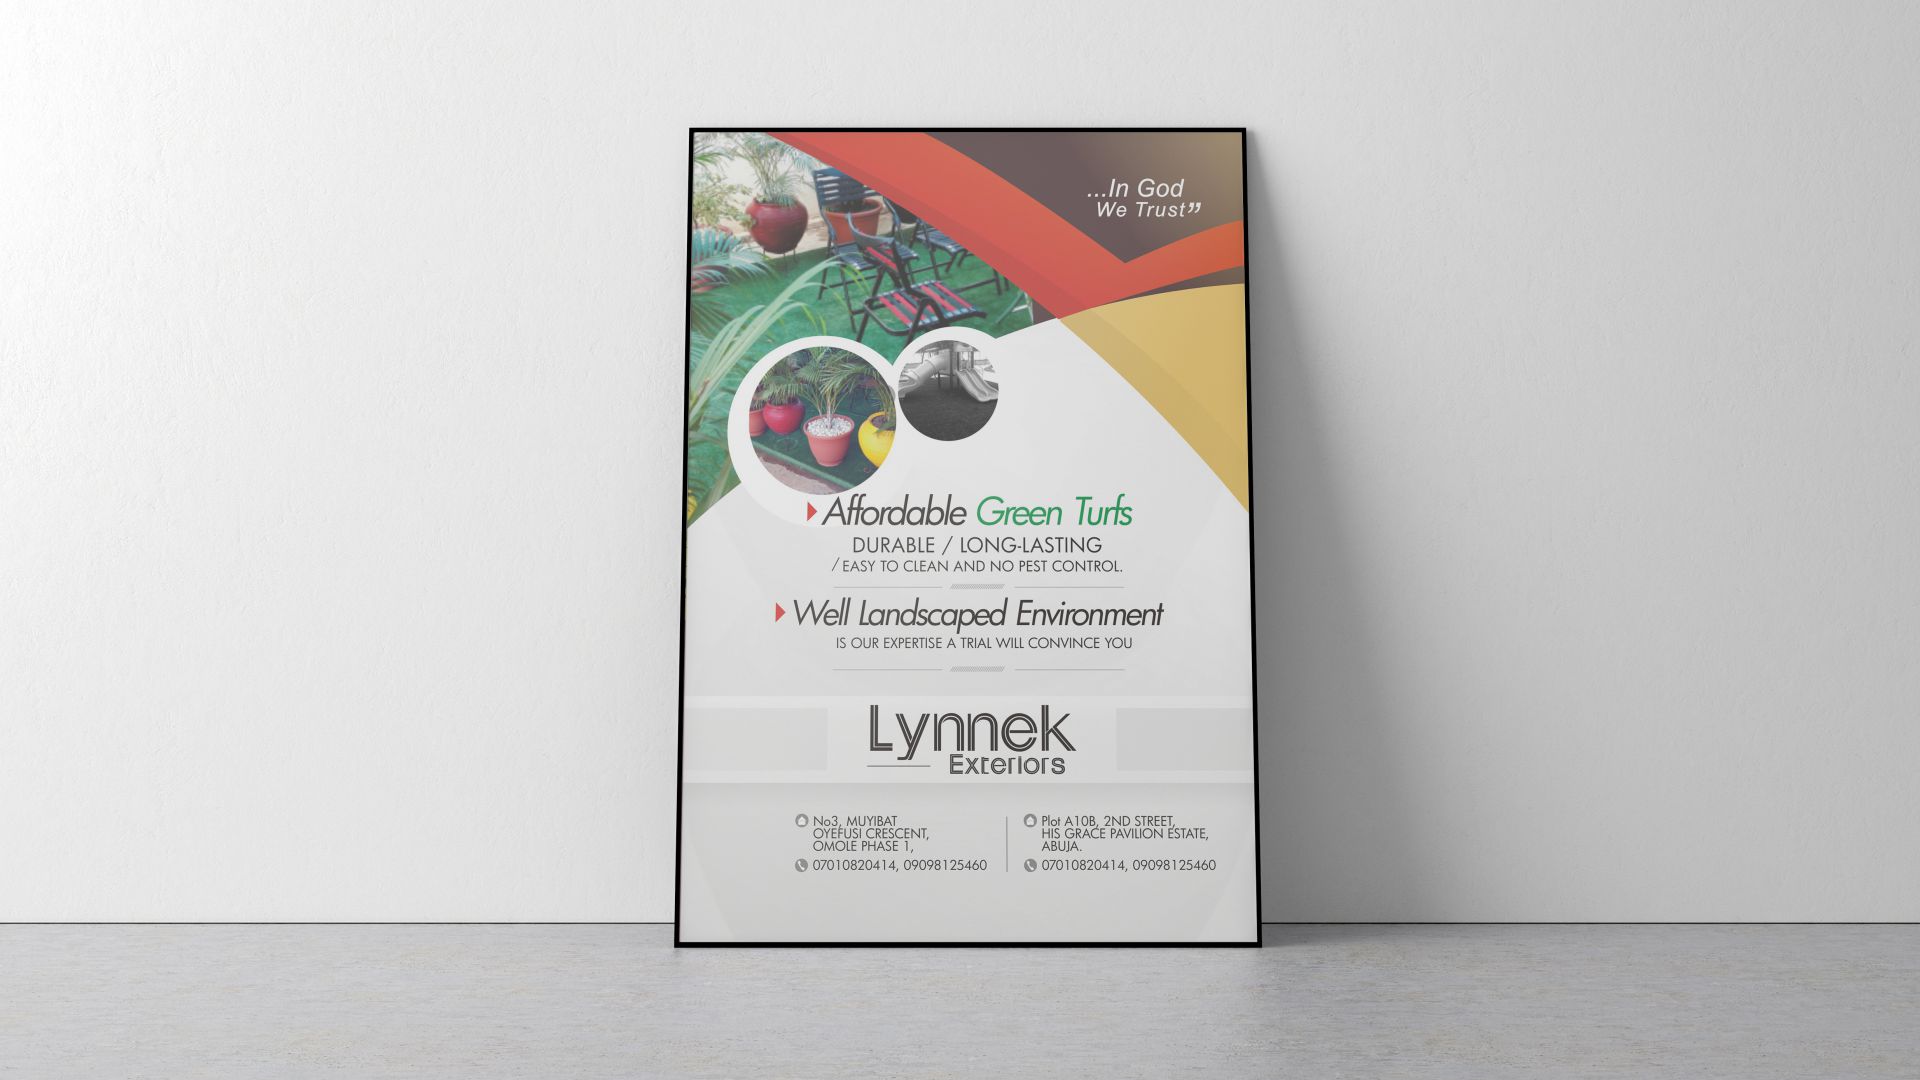 ...In God
We Trust”
Affordable Green Turfs
DURABLE / LONG-LASTING
/ EASY TO CLEAN AND NO PEST CONTROL.
Well Landscaped Environment
IS OUR EXPERTISE A TRIAL WILL CONVINCE YOU
Lynnek
Exteriors
No3, MUYIBAT
OYEFUSI CRESCENT,
OMOLE PHASE 1,
07010820414, 09098125460
Plot A10B, 2ND STREET,
HIS GRACE PAVILION ESTATE,
ABUJA.
07010820414, 09098125460